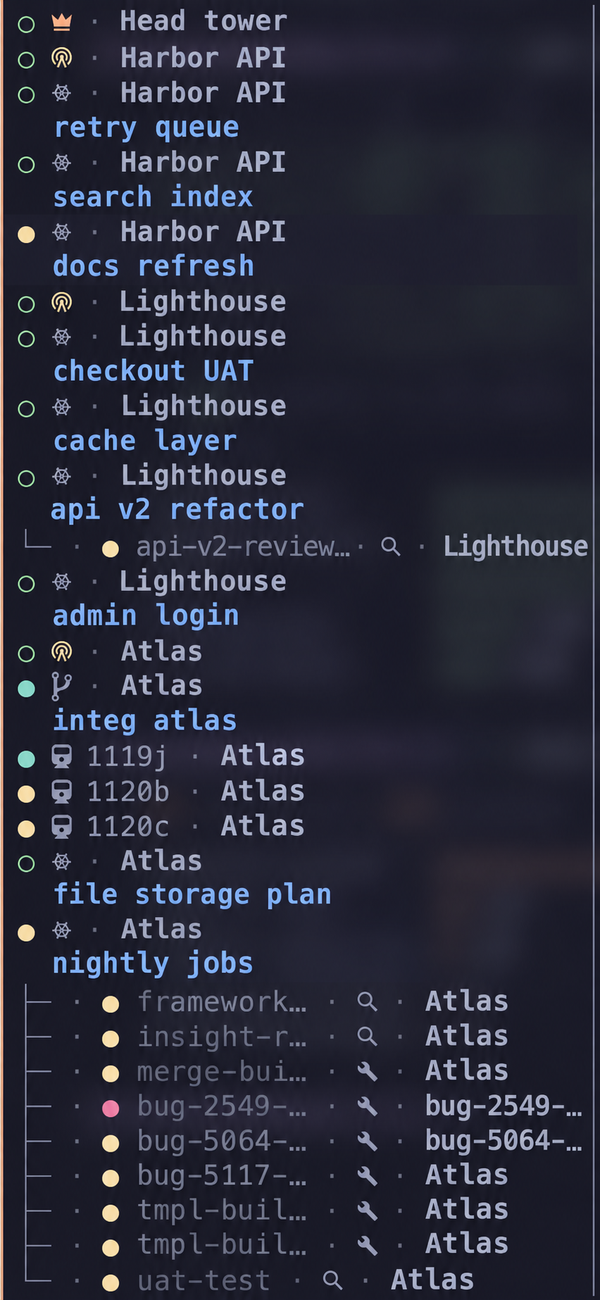 · Head tower
· Harbor API
· Harbor API
retry queue
· Harbor API
search index
· Harbor API
docs refresh
· Lighthouse
· Lighthouse
checkout UAT
· Lighthouse
cache layer
· Lighthouse
api v2 refactor
· api-v2-review…· · Lighthouse
· Lighthouse
admin login
· Atlas
· Atlas
integ atlas
1119j · Atlas
1120b · Atlas
1120c · Atlas
· Atlas
file storage plan
· Atlas
nightly jobs
· framework… · · Atlas
· insight-r… · · Atlas
· merge-bui… · · Atlas
· bug-2549-… · · bug-2549-…
· bug-5064-… · · bug-5064-…
· bug-5117-… · · Atlas
· tmpl-buil… · · Atlas
· tmpl-buil… · · Atlas
· uat-test · · Atlas